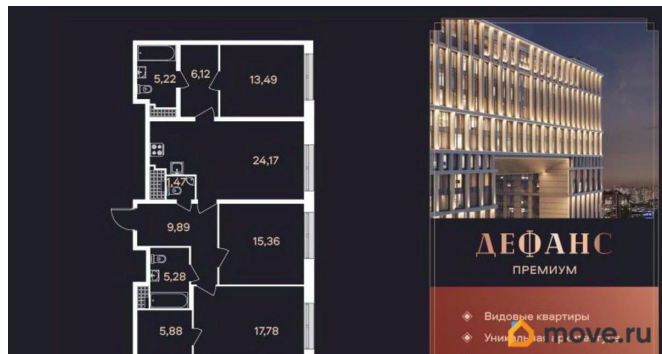 5,22
6,12
13,49
24,17
1,47
9,89
15,36
5,28
5,88
17,78
ДЕФАНС
ПРЕМИУМ
Видовые квартиры
move.ru